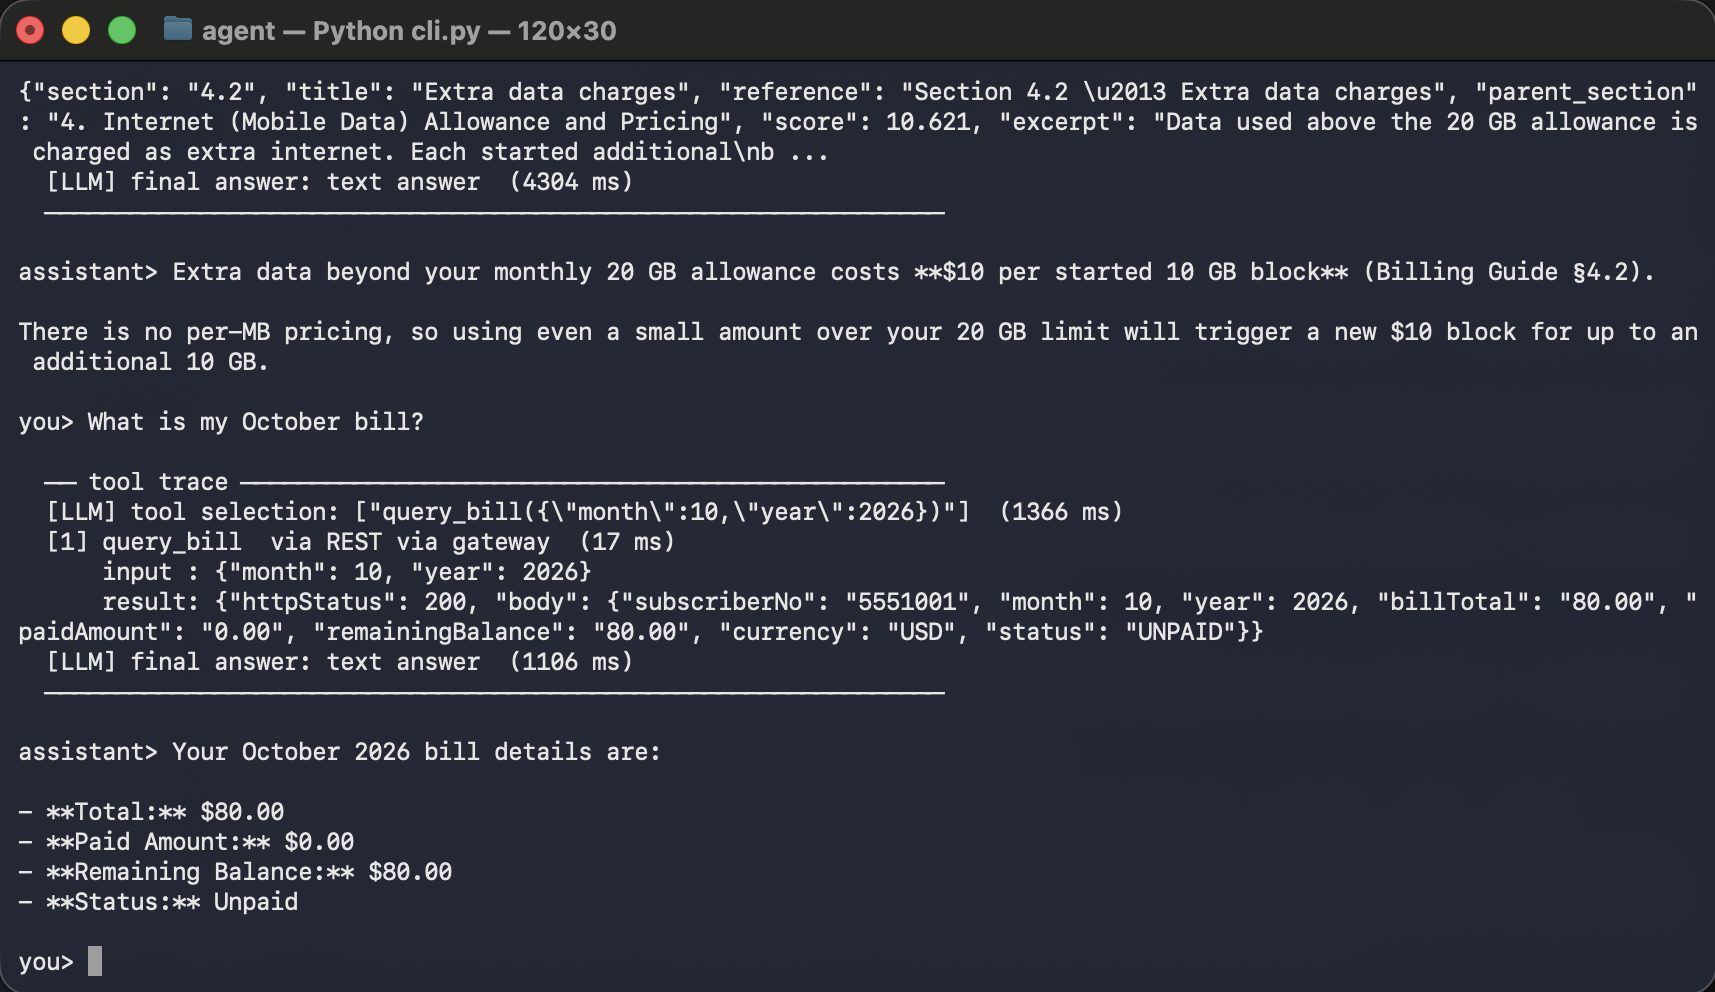 agent — Python cli.py — 120×30
{"section": "4.2", "title": "Extra data charges", "reference": "Section 4.2 \u2013 Extra data charges", "parent_section"
: "4. Internet (Mobile Data) Allowance and Pricing", "score": 10.621, "excerpt": "Data used above the 20 GB allowance is
charged as extra internet. Each started additional\nb ...
[LLM] final answer: text answer  (4304 ms)
assistant> Extra data beyond your monthly 20 GB allowance costs **$10 per started 10 GB block** (Billing Guide §4.2).
There is no per-MB pricing, so using even a small amount over your 20 GB limit will trigger a new $10 block for up to an
additional 10 GB.
you> What is my October bill?
── tool trace ──────────────────────────────
[LLM] tool selection: ["query_bill({\"month\":10,\"year\":2026})"]  (1366 ms)
[1] query_bill  via REST via gateway  (17 ms)
input : {"month": 10, "year": 2026}
result: {"httpStatus": 200, "body": {"subscriberNo": "5551001", "month": 10, "year": 2026, "billTotal": "80.00", "
paidAmount": "0.00", "remainingBalance": "80.00", "currency": "USD", "status": "UNPAID"}}
[LLM] final answer: text answer  (1106 ms)
assistant> Your October 2026 bill details are:
- **Total:** $80.00
- **Paid Amount:** $0.00
- **Remaining Balance:** $80.00
- **Status:** Unpaid
you>